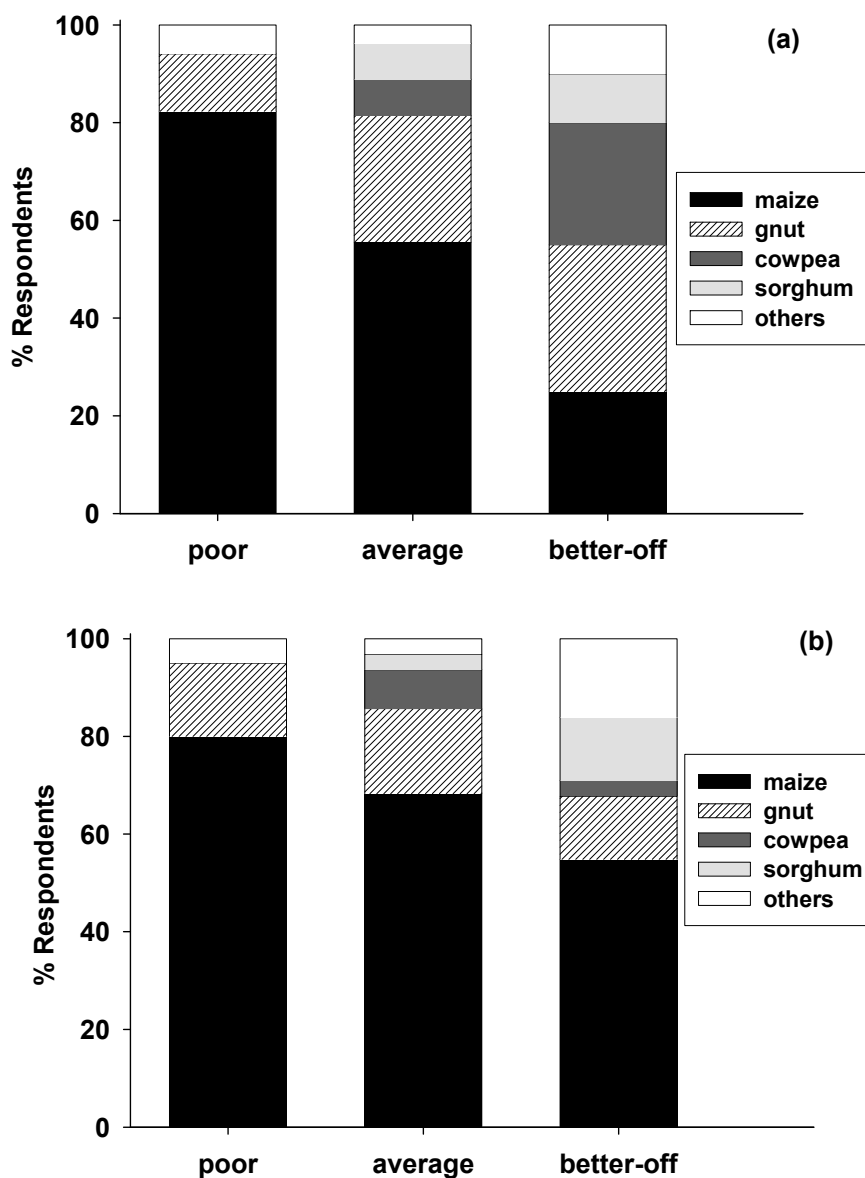 (a)
% Respondents
100
80
60
40
20
0
maize
gnut
cowpea
sorghum
others
poor average better-off
(b)
% Respondents
100
80
60
40
20
0
maize
gnut
cowpea
sorghum
others
poor average better-off